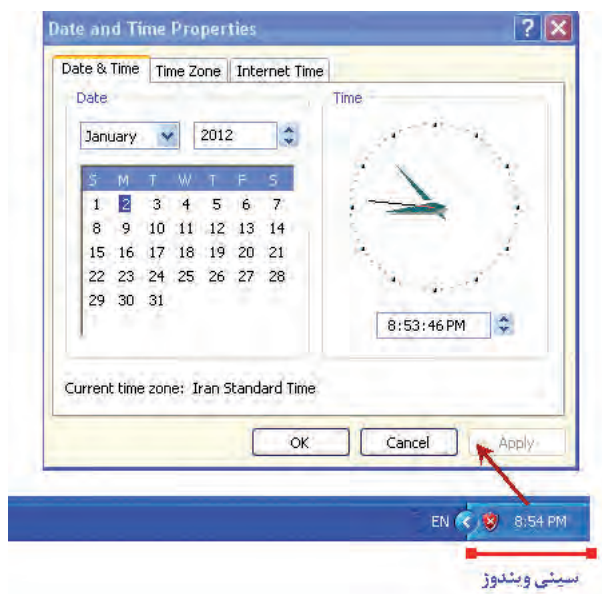 Date and Time Properties
Date & Time Time Zone Internet Time
Date Time
January 2012
S M T W T F S
1 2 3 4 5 6 7
8 9 10 11 12 13 14
15 16 17 18 19 20 21
22 23 24 25 26 27 28
29 30 31
8:53:46 PM
Current time zone: Iran Standard Time
OK Cancel Apply
EN 8:54 PM
سینی ویندوز